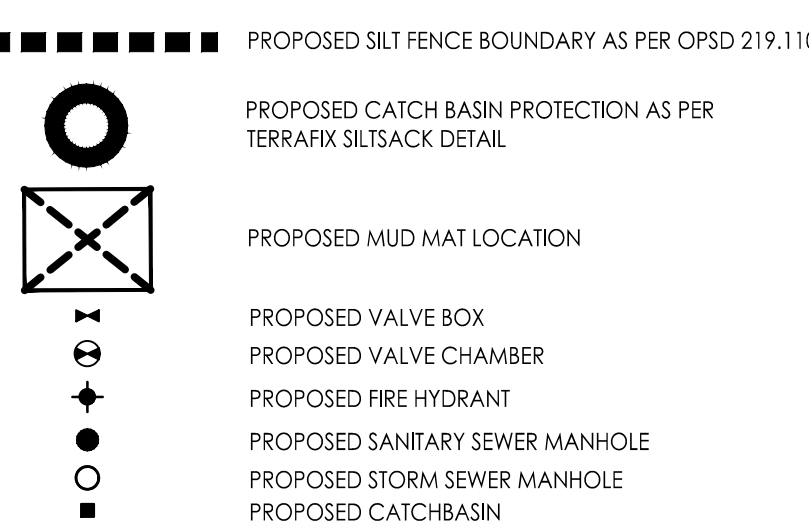 PROPOSED SILT FENCE BOUNDARY AS PER OPSD 219.110
PROPOSED CATCH BASIN PROTECTION AS PER
TERRAFIX SILTSACK DETAIL
PROPOSED MUD MAT LOCATION
PROPOSED VALVE BOX
PROPOSED VALVE CHAMBER
PROPOSED FIRE HYDRANT
PROPOSED SANITARY SEWER MANHOLE
PROPOSED STORM SEWER MANHOLE
PROPOSED CATCHBASIN